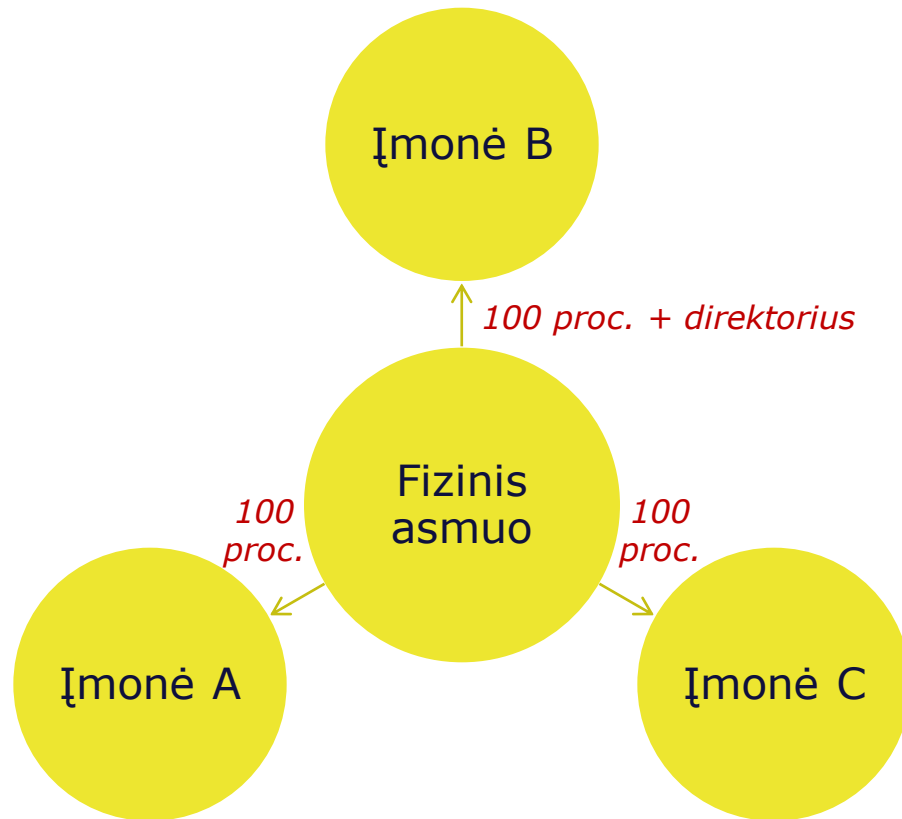 Įmonė B
100 proc. + direktorius
Fizinis
asmuo
100
proc.
100
proc.
Įmonė A
Įmonė C